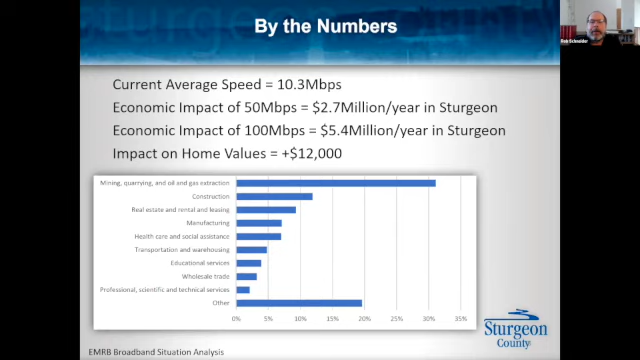 Sturgeon
By the Numbers
Rob Schneider
Current Average Speed = 10.3Mbps
Economic Impact of 50Mbps = $2.7Million/year in Sturgeon
Economic Impact of 100Mbps = $5.4Million/year in Sturgeon
Impact on Home Values = +$12,000
Mining, quarrying, and oil and gas extraction
Construction
Real estate and rental and leasing
Manufacturing
Health care and social assistance
Transportation and warehousing
Educational services
Wholesale trade
Professional, scientific and technical services
Other
0% 5% 10% 15% 20% 25% 30% 35%
Sturgeon
County
EMRB Broadband Situation Analysis